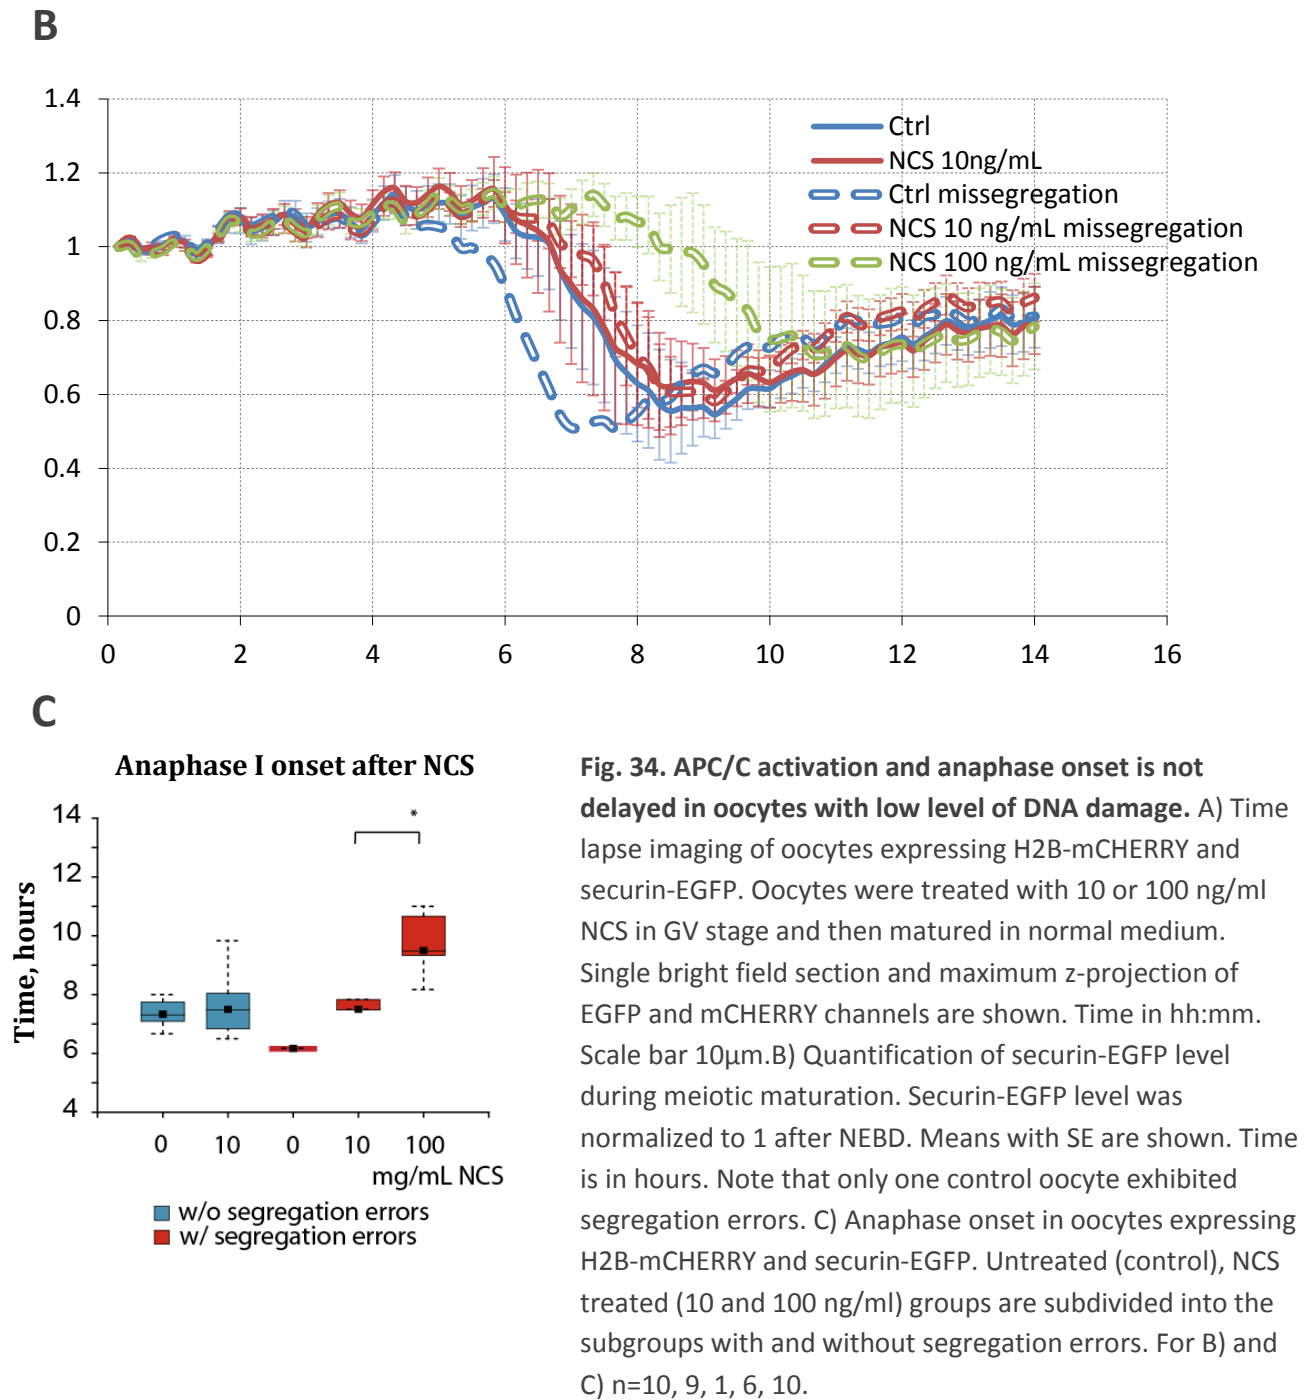 B
1.4
1.2
1
0.8
0.6
0.4
0.2
0
0 2 4 6 8 10 12 14 16
Ctrl
NCS 10ng/mL
Ctrl missegregation
NCS 10 ng/mL missegregation
NCS 100 ng/mL missegregation
C
Anaphase I onset after NCS
Time, hours
14
12
10
8
6
4
*
0 10 0 10 100
mg/mL NCS
w/o segregation errors
w/ segregation errors
Fig. 34. APC/C activation and anaphase onset is not
delayed in oocytes with low level of DNA damage. A) Time
lapse imaging of oocytes expressing H2B-mCHERRY and
securin-EGFP. Oocytes were treated with 10 or 100 ng/ml
NCS in GV stage and then matured in normal medium.
Single bright field section and maximum z-projection of
EGFP and mCHERRY channels are shown. Time in hh:mm.
Scale bar 10µm.B) Quantification of securin-EGFP level
during meiotic maturation. Securin-EGFP level was
normalized to 1 after NEBD. Means with SE are shown. Time
is in hours. Note that only one control oocyte exhibited
segregation errors. C) Anaphase onset in oocytes expressing
H2B-mCHERRY and securin-EGFP. Untreated (control), NCS
treated (10 and 100 ng/ml) groups are subdivided into the
subgroups with and without segregation errors. For B) and
C) n=10, 9, 1, 6, 10.